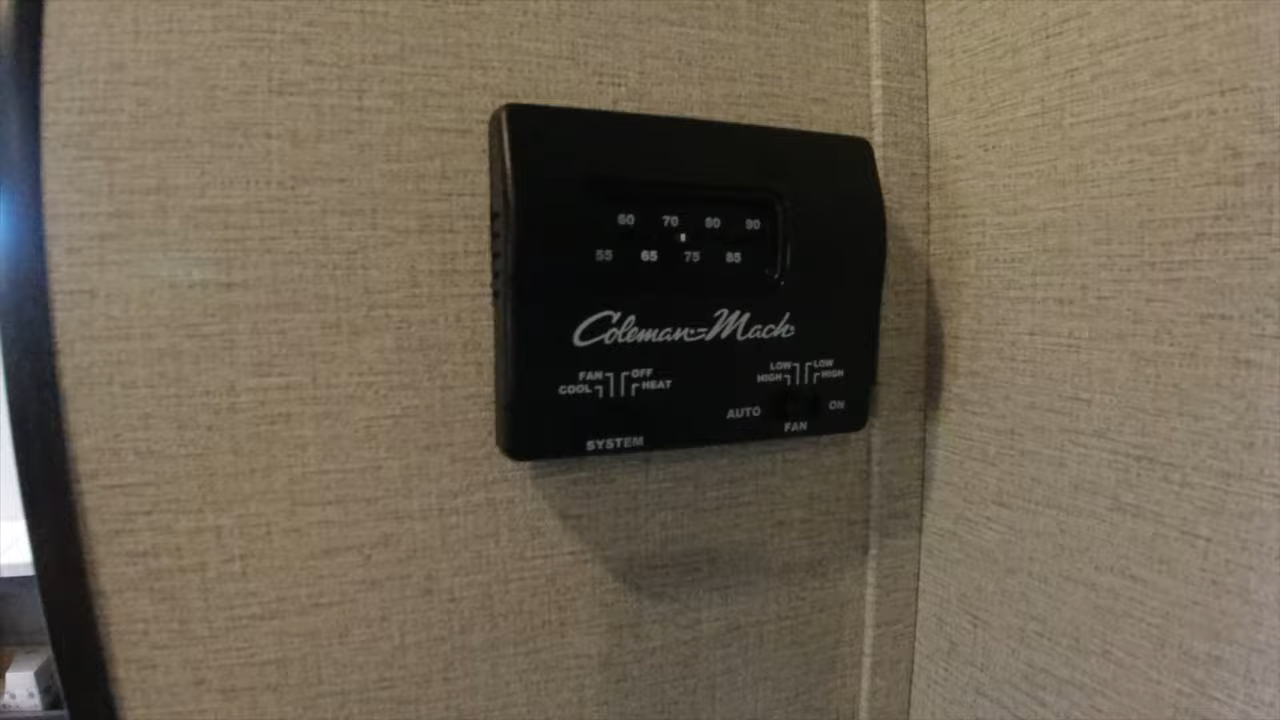 60 70 80 90
55 65 75 85
Coleman-Mach
FAN OFF
COOL HEAT
LOW LOW
HIGH HIGH
AUTO ON
FAN
SYSTEM